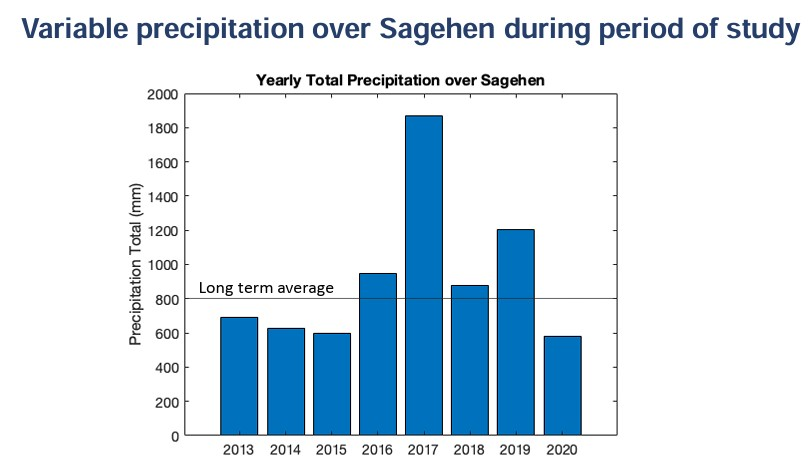 Variable precipitation over Sagehen during period of study
Yearly Total Precipitation over Sagehen
Precipitation Total (mm)
2000
1800
1600
1400
1200
1000
800
600
400
200
0
Long term average
2013 2014 2015 2016 2017 2018 2019 2020